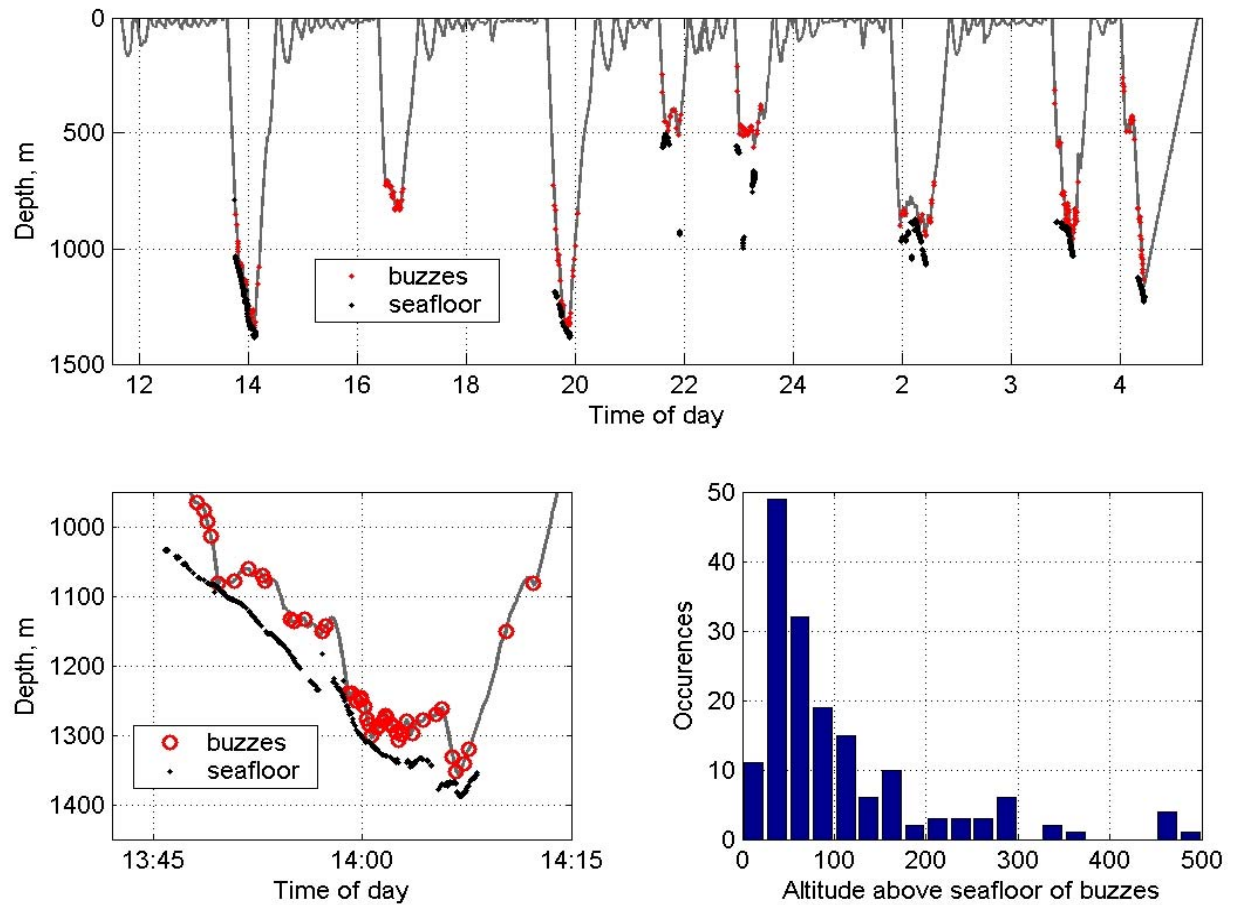 0
500
1000
1500
Depth, m
buzzes
seafloor
12 14 16 18 20 22 24 2 3 4
Time of day
1000
1100
1200
1300
1400
Depth, m
buzzes
seafloor
13:45 14:00 14:15
Time of day
50
40
30
20
10
0
Occurences
0 100 200 300 400 500
Altitude above seafloor of buzzes